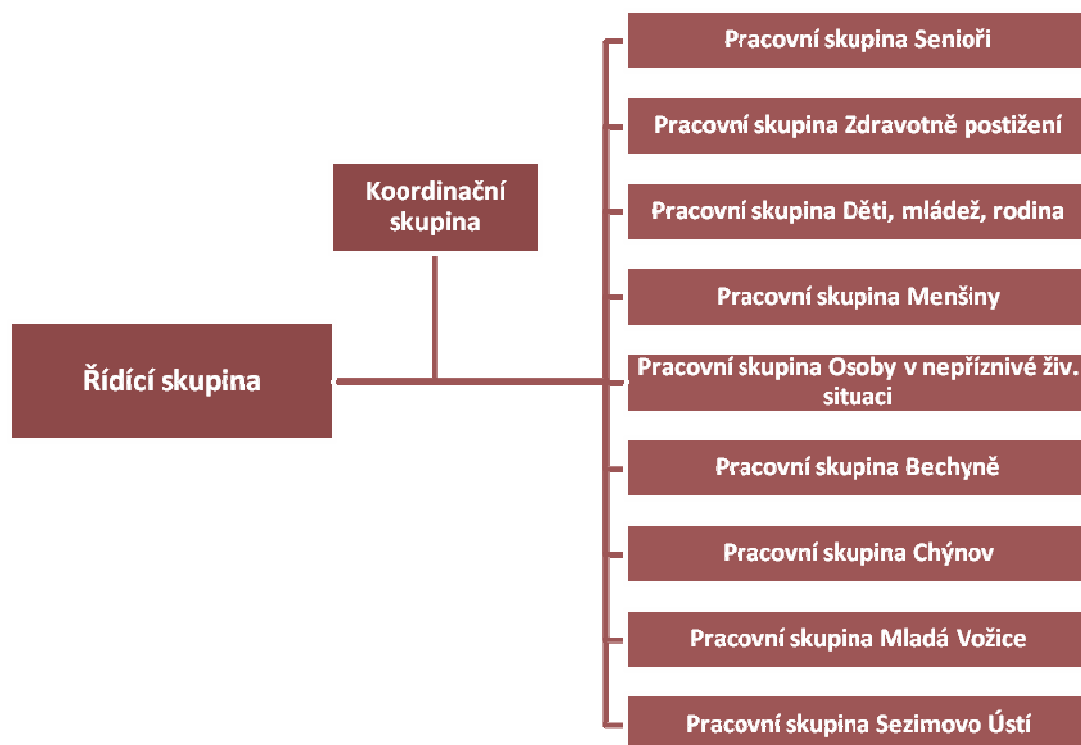 Řídící skupina
Koordinační
skupina
Pracovní skupina Senioři
Pracovní skupina Zdravotně postižení
Pracovní skupina Děti, mládež, rodina
Pracovní skupina Menšiny
Pracovní skupina Osoby v nepříznivé živ.
situaci
Pracovní skupina Bechyně
Pracovní skupina Chýnov
Pracovní skupina Mladá Vožice
Pracovní skupina Sezimovo Ústí